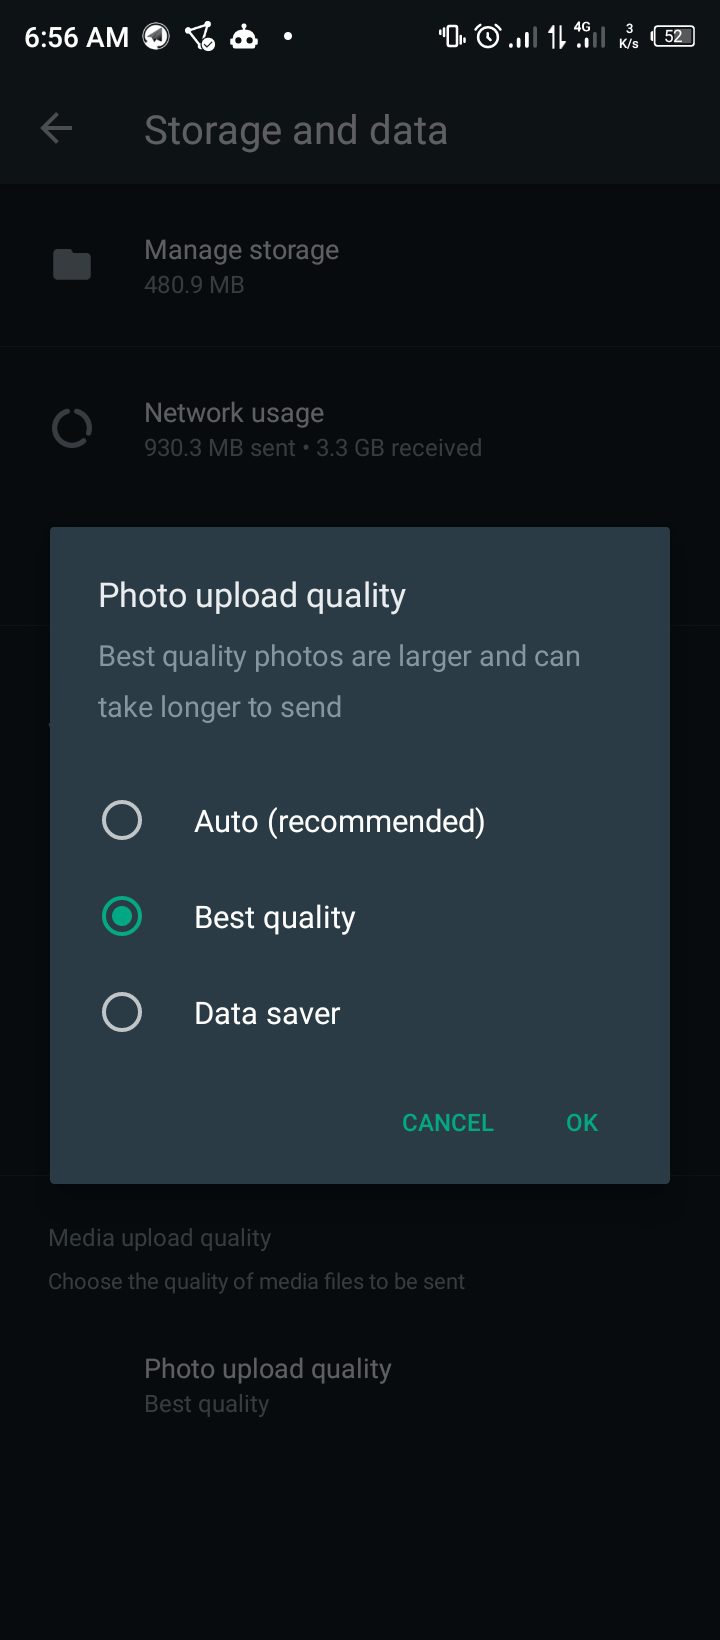 6:56 AM
4G
3
K/s
52
Storage and data
Manage storage
480.9 MB
Network usage
930.3 MB sent • 3.3 GB received
Photo upload quality
Best quality photos are larger and can
take longer to send
Auto (recommended)
Best quality
Data saver
CANCEL OK
Media upload quality
Choose the quality of media files to be sent
Photo upload quality
Best quality